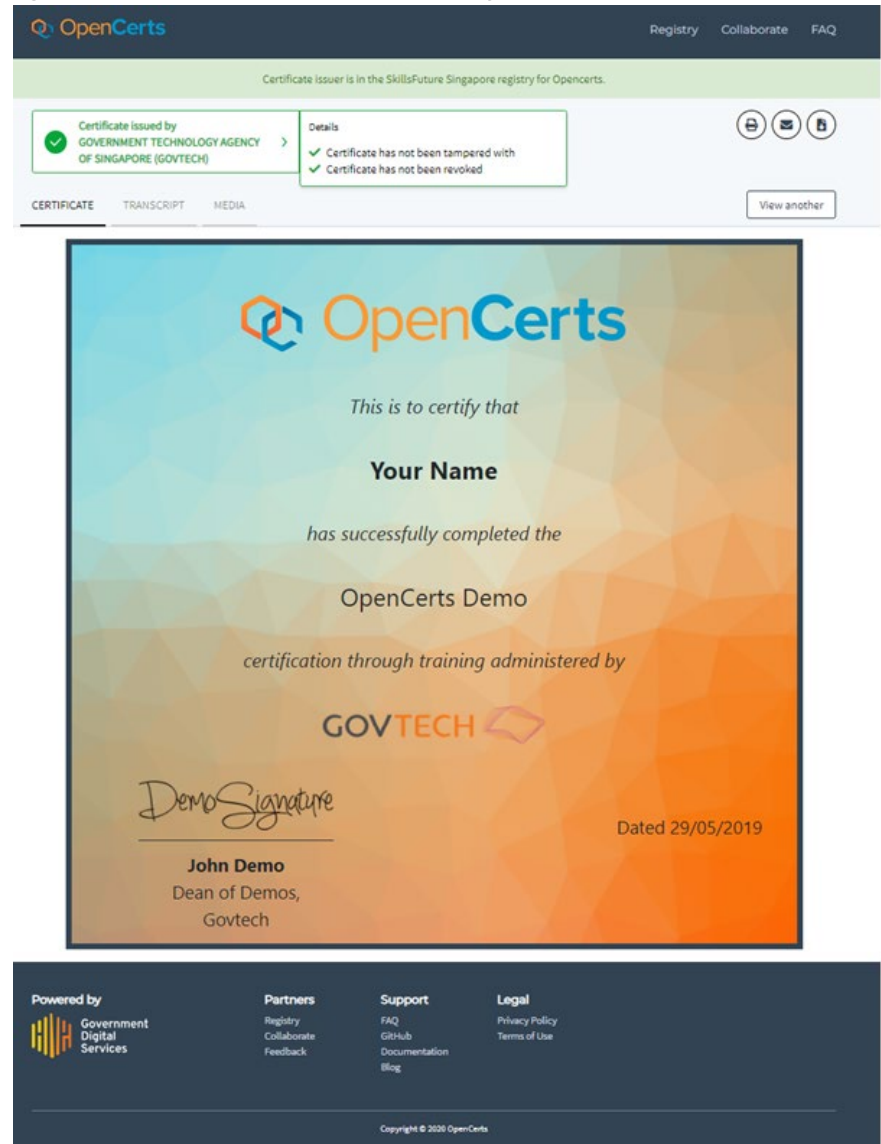 OpenCerts
Registry Collaborate FAQ
Certificate issuer is in the SkillsFuture Singapore registry for Opencerts.
Certificate issued by
GOVERNMENT TECHNOLOGY AGENCY
OF SINGAPORE (GOVTECH)
Details
Certificate has not been tampered with
Certificate has not been revoked
CERTIFICATE TRANSCRIPT MEDIA
View another
OpenCerts
This is to certify that
Your Name
has successfully completed the
OpenCerts Demo
certification through training administered by
GOVTECH
DemoSignature
John Demo
Dean of Demos,
Govtech
Dated 29/05/2019
Powered by
Government
Digital
Services
Partners
Registry
Collaborate
Feedback
Support
FAQ
GitHub
Documentation
Blog
Legal
Privacy Policy
Terms of Use
Copyright © 2020 OpenCerts